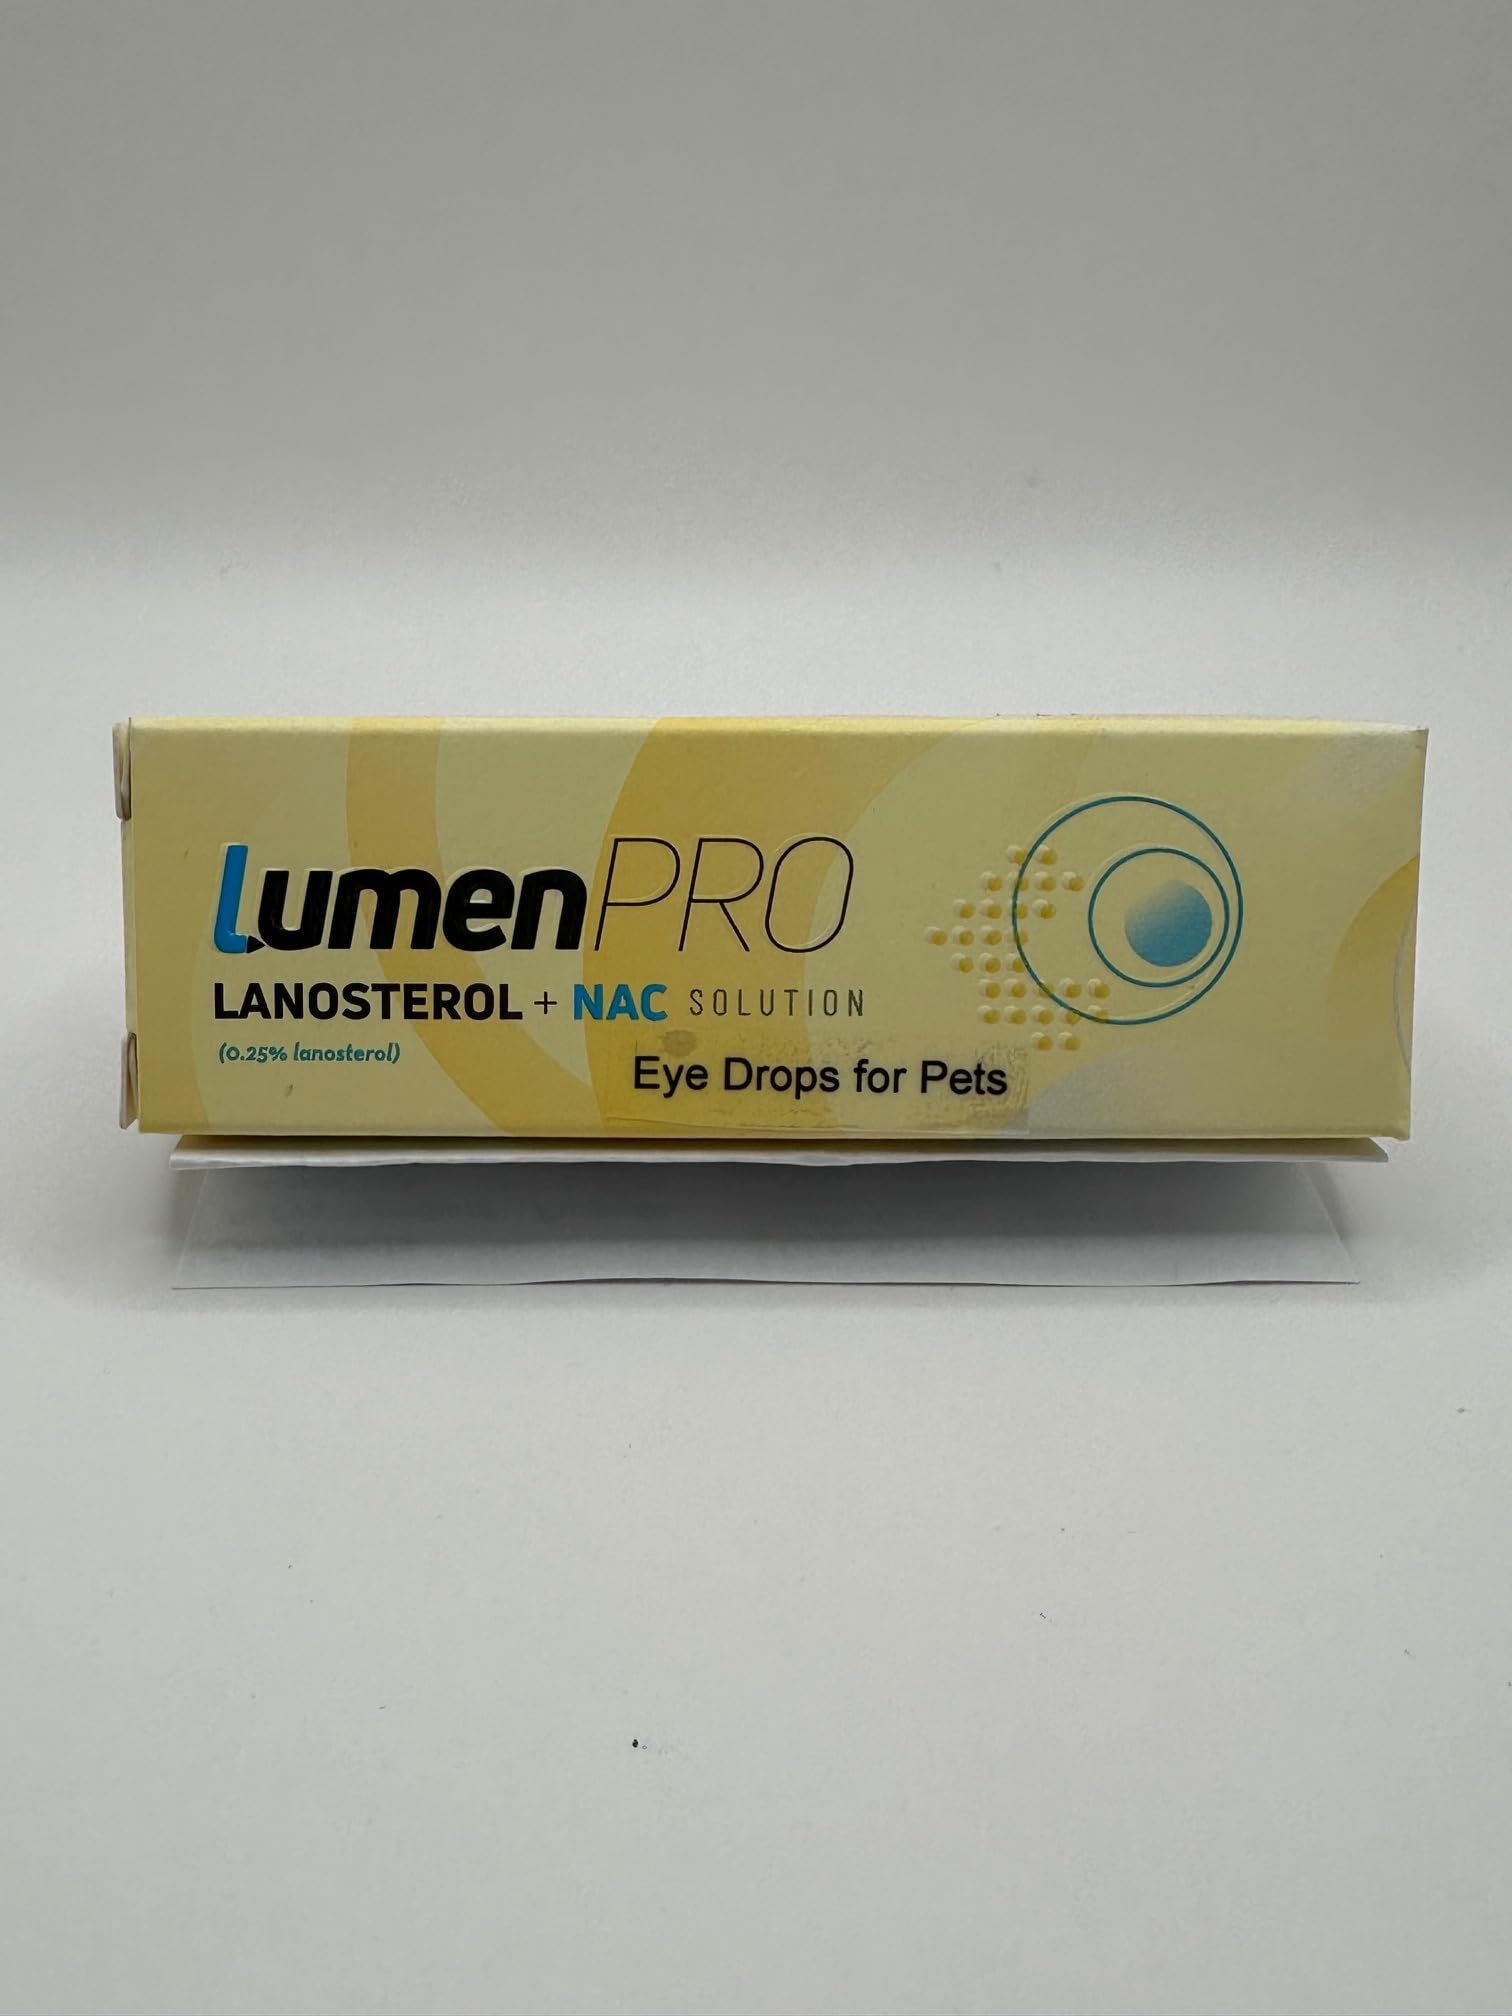 LumenPRO
LANOSTEROL + NAC SOLUTION
(0.25% lanosterol)
Eye Drops for Pets